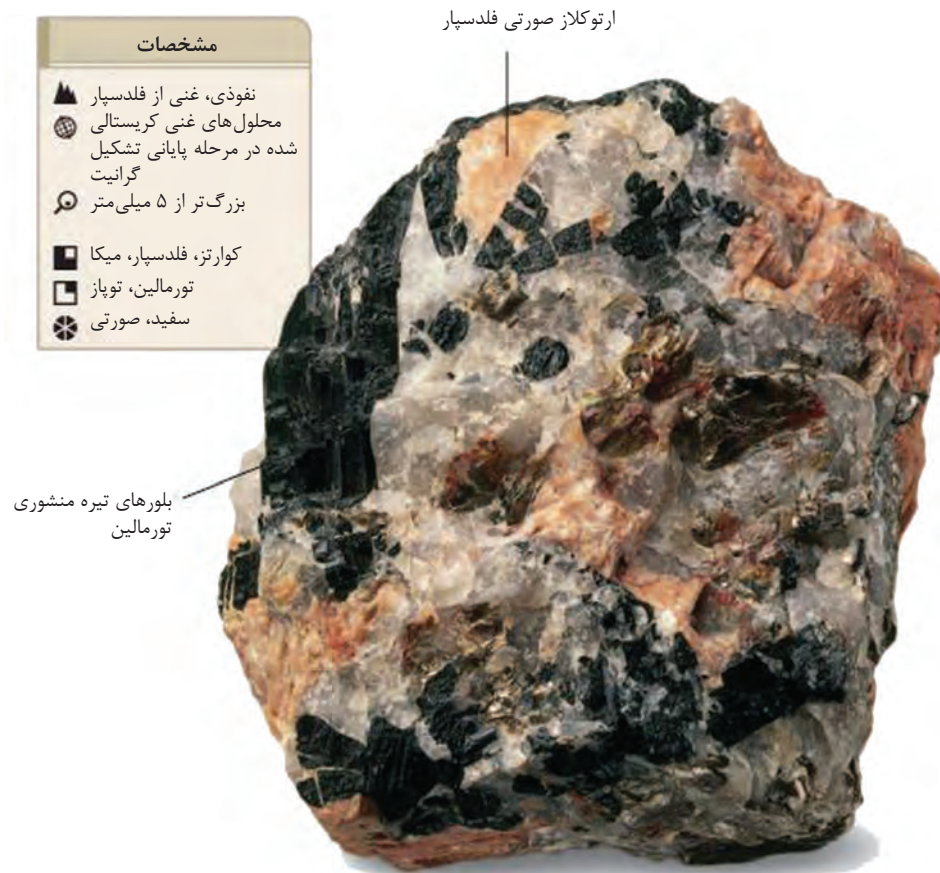 ارتوکلاز صورتی فلدسپار
مشخصات
نفوذی، غنی از فلدسپار
محلول‌های غنی کریستالی
شده در مرحله پایانی تشکیل
گرانیت
بزرگ‌تر از ۵ میلی‌متر
کوارتز، فلدسپار، میکا
تورمالین، توپاز
سفید، صورتی
بلورهای تیره منشوری
تورمالین